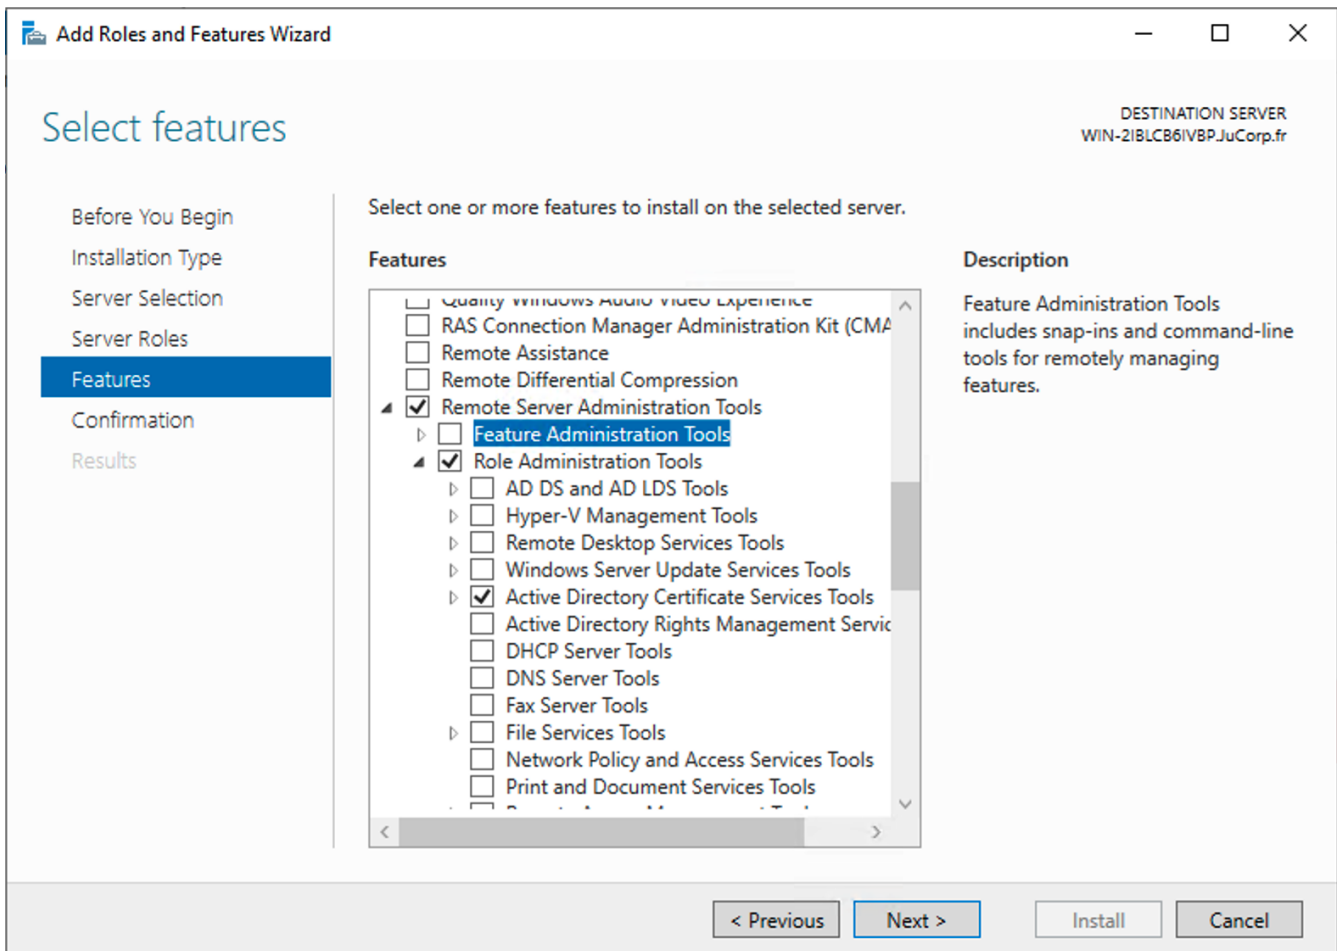 Add Roles and Features Wizard
Select features
DESTINATION SERVER
WIN-2IBLCB6IVBP.JuCorp.fr
Before You Begin
Installation Type
Server Selection
Server Roles
Features
Confirmation
Results
Select one or more features to install on the selected server.
Features
Quality Windows Audio Video Experience
RAS Connection Manager Administration Kit (CMA
Remote Assistance
Remote Differential Compression
Remote Server Administration Tools
Feature Administration Tools
Role Administration Tools
AD DS and AD LDS Tools
Hyper-V Management Tools
Remote Desktop Services Tools
Windows Server Update Services Tools
Active Directory Certificate Services Tools
Active Directory Rights Management Servic
DHCP Server Tools
DNS Server Tools
Fax Server Tools
File Services Tools
Network Policy and Access Services Tools
Print and Document Services Tools
Description
Feature Administration Tools
includes snap-ins and command-line
tools for remotely managing
features.
< Previous
Next >
Install
Cancel